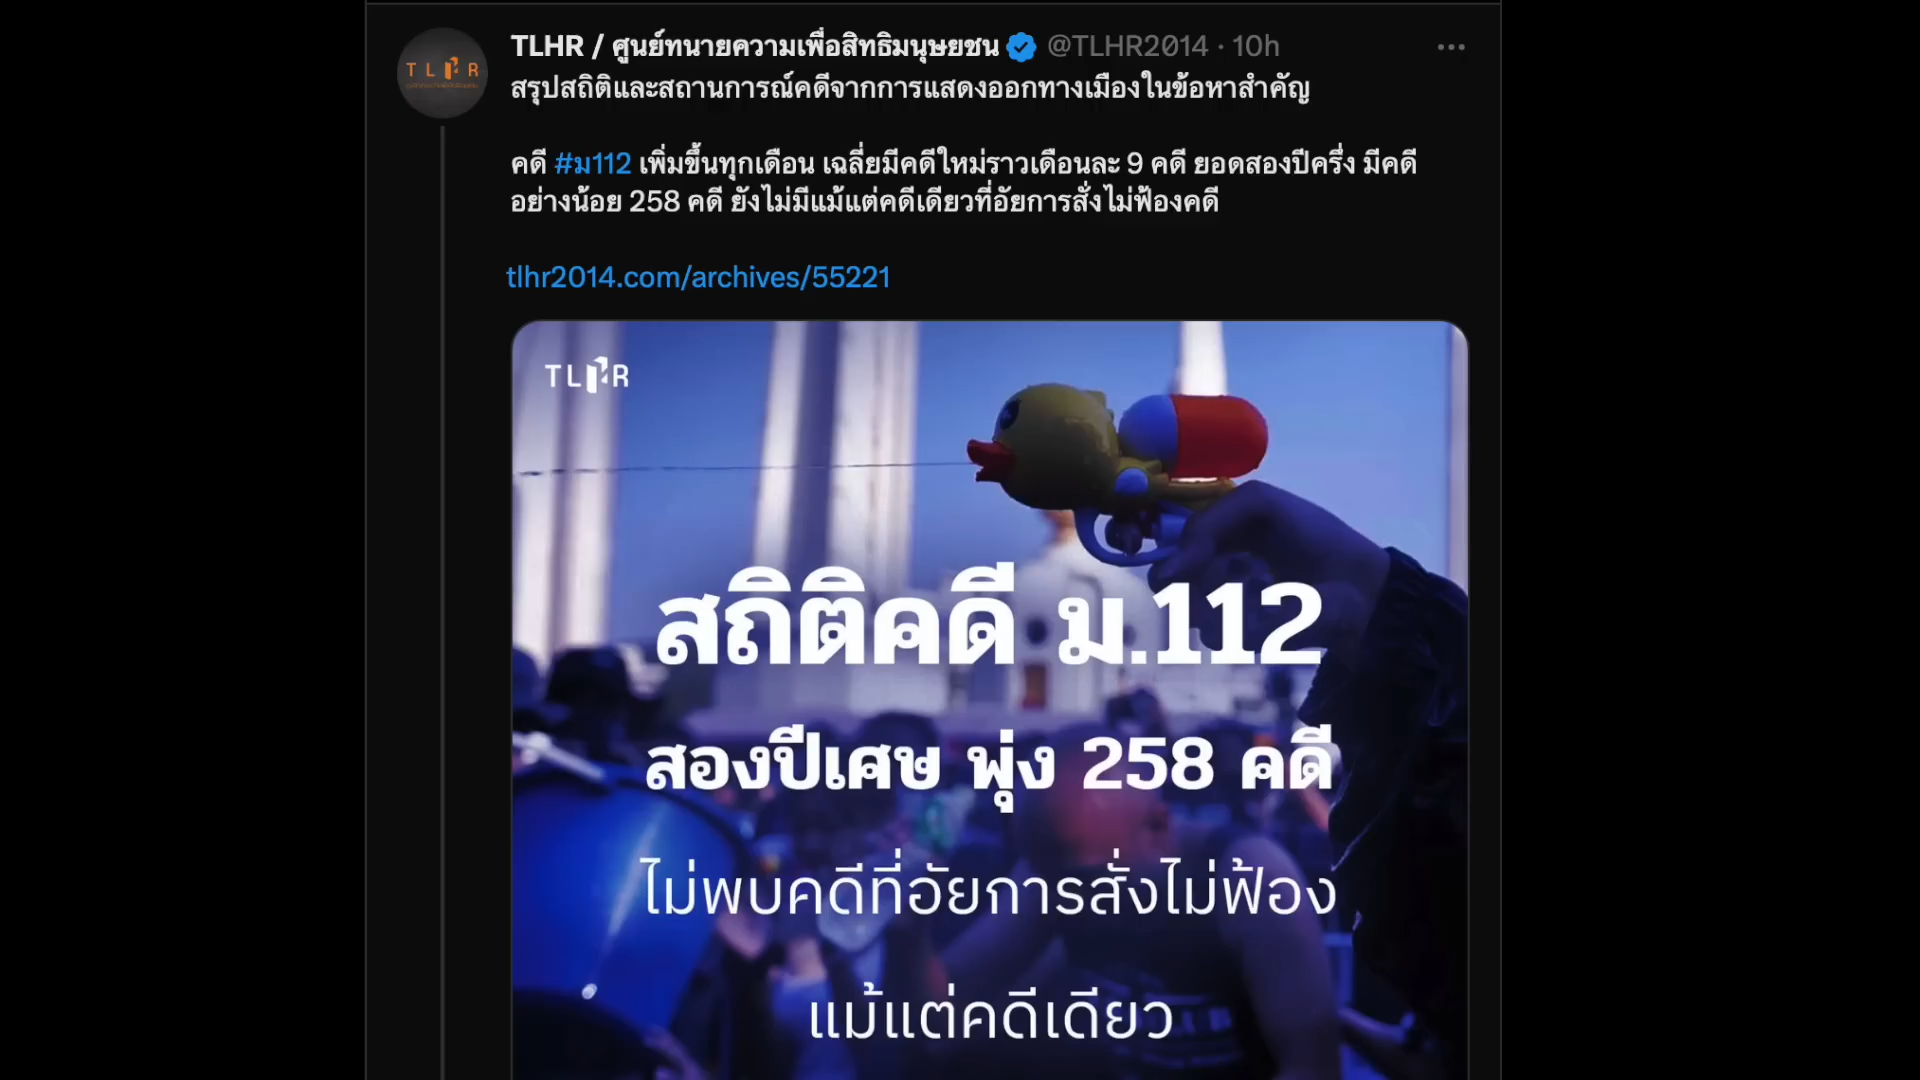 TLHR / ศูนย์ทนายความเพื่อสิทธิมนุษยชน @TLHR2014 · 10h
TLHR
สรุปสถิติและสถานการณ์คดีจากการแสดงออกทางเมืองในข้อหาสำคัญ
คดี #ม112 เพิ่มขึ้นทุกเดือน เฉลี่ยมีคดีใหม่ราวเดือนละ 9 คดี ยอดสองปีครึ่ง มีคดี
อย่างน้อย 258 คดี ยังไม่มีแม้แต่คดีเดียวที่อัยการสั่งไม่ฟ้องคดี
tlhr2014.com/archives/55221
TLHR
สถิติคดี ม.112
สองปีเศษ พุ่ง 258 คดี
ไม่พบคดีที่อัยการสั่งไม่ฟ้อง
แม้แต่คดีเดียว